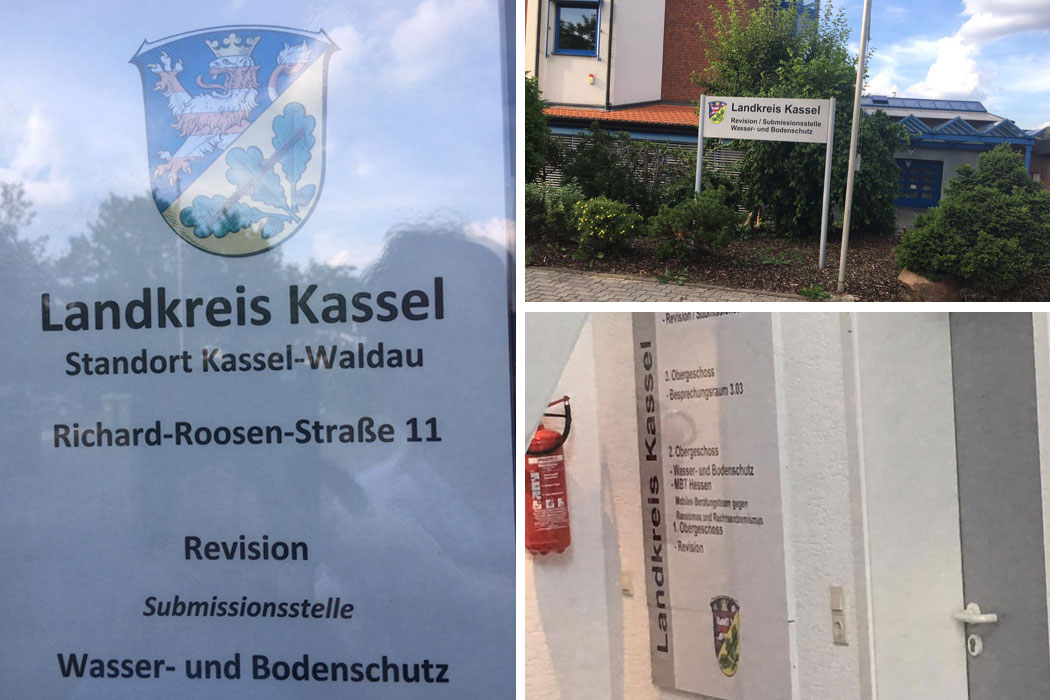 Landkreis Kassel
Standort Kassel-Waldau
Richard-Roosen-Straße 11
Revision
Submissionsstelle
Wasser- und Bodenschutz
Landkreis Kassel
Revision / Submissionsstelle
Wasser- und Bodenschutz
Landkreis Kassel
- Revision /
3. Obergeschoss
- Besprechungsraum 3.03
2. Obergeschoss
- Wasser- und Bodenschutz
- MBT Hessen
Mobiles Beratungsteam gegen
Rassismus und Rechtsextremismus
1. Obergeschoss
- Revision